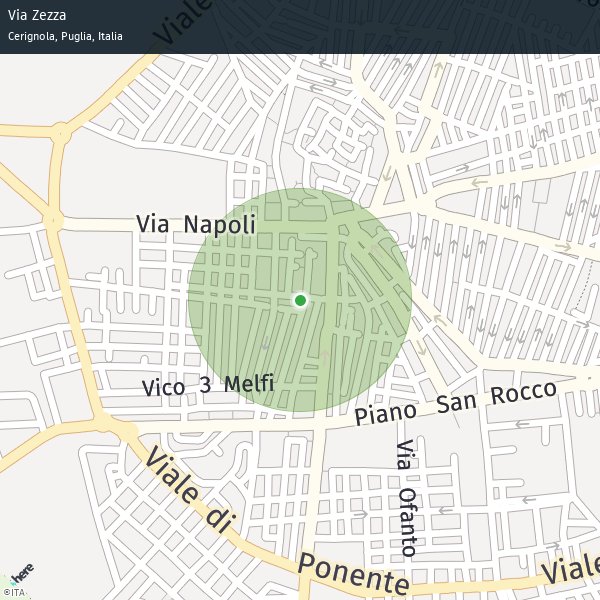 Via Zezza
Cerignola, Puglia, Italia
Viale
Via Napoli
Vico 3 Melfi
Piano San Rocco
Via Ofanto
Viale di
Ponente
Viale
here
©ITA